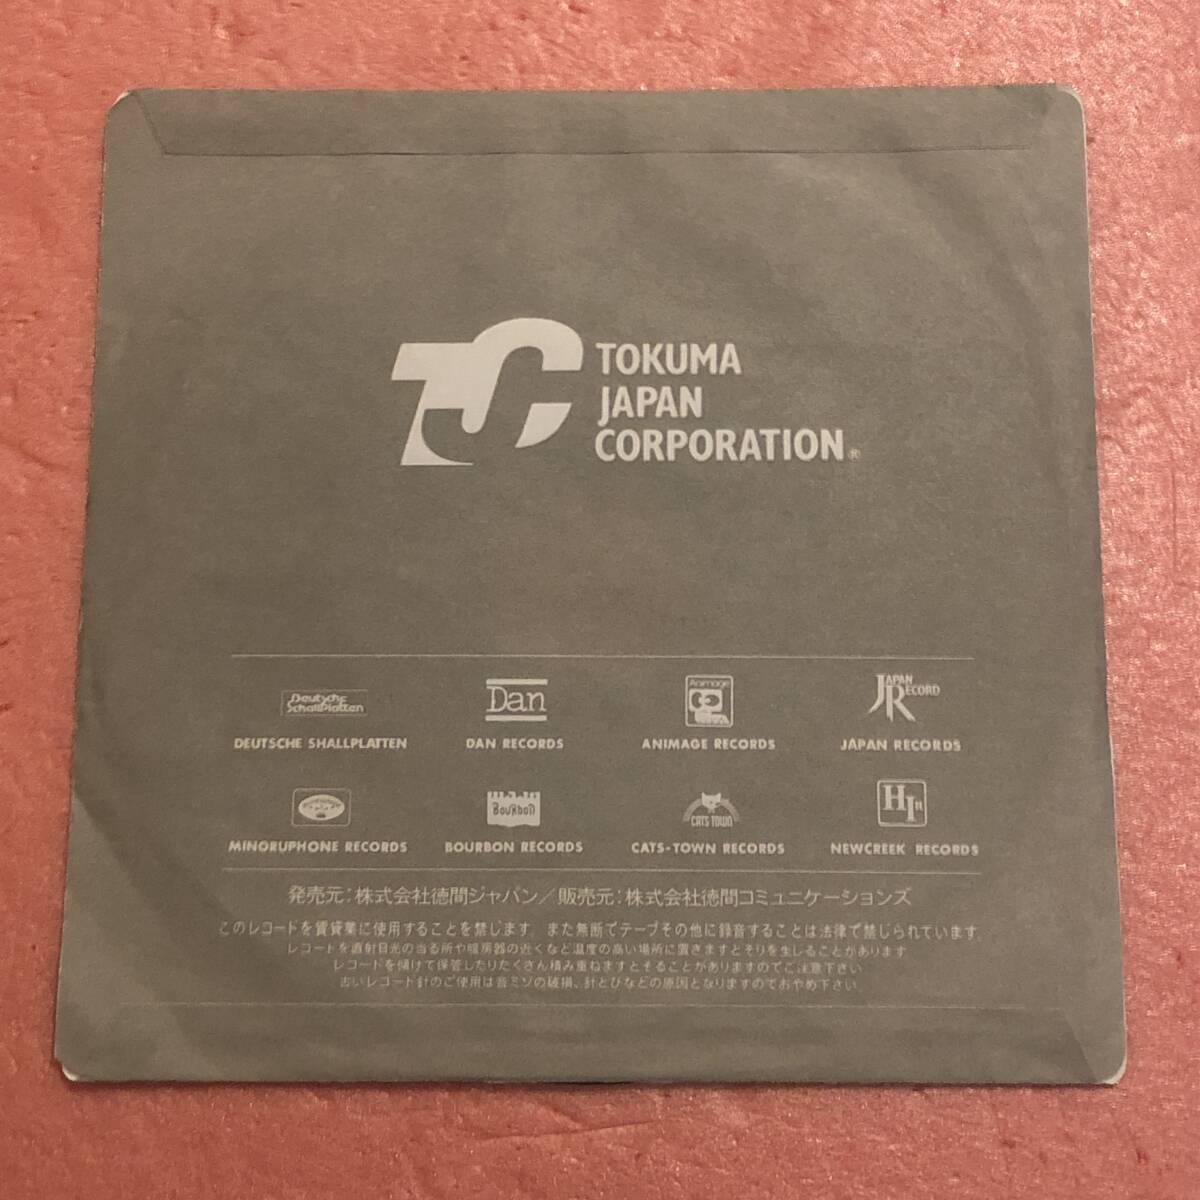 TOKUMA
JAPAN
CORPORATION®
Deutsche
Schallplatten
Dan
Animage
JAPAN
RECORD
DEUTSCHE SHALLPLATTEN
DAN RECORDS
ANIMAGE RECORDS
JAPAN RECORDS
BouRboN
CATS-TOWN
MINORUPHONE RECORDS
BOURBON RECORDS
CATS-TOWN RECORDS
NEWCREEK RECORDS
発売元:株式会社徳間ジャパン/販売元:株式会社徳間コミュニケーションズ
このレコードを賃貸業に使用することを禁じます。また無断でテープその他に録音することは法律で禁じられています。
レコードを直射日光の当る所や暖房器の近くなど温度の高い場所に置きますとそりを生じることがあります
レコードを傾けて保管したりたくさん積み重ねますとそることがありますのでご注意下さい
古いレコード針のご使用は音ミゾの破損、針とびなどの原因となりますのでおやめ下さい